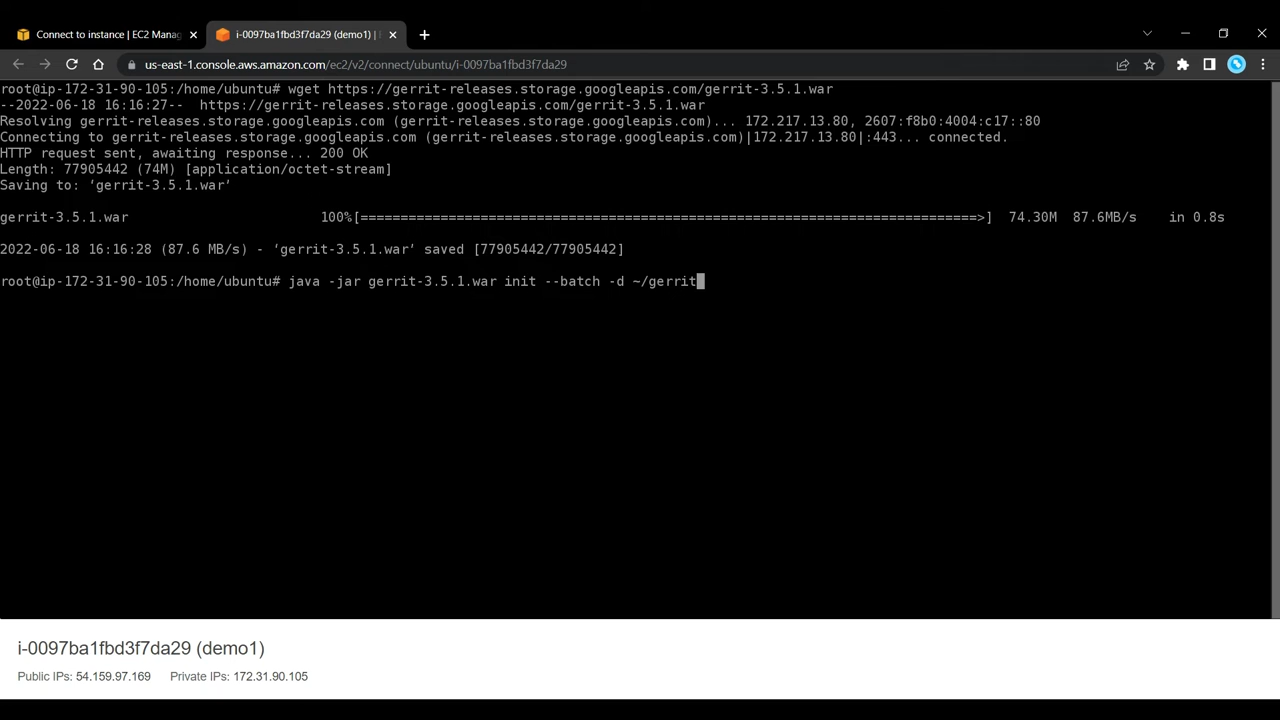 Connect to instance | EC2 Manag
i-0097ba1fbd3f7da29 (demo1) |
us-east-1.console.aws.amazon.com/ec2/v2/connect/ubuntu/i-0097ba1fbd3f7da29
root@ip-172-31-90-105:/home/ubuntu# wget https://gerrit-releases.storage.googleapis.com/gerrit-3.5.1.war
--2022-06-18 16:16:27--  https://gerrit-releases.storage.googleapis.com/gerrit-3.5.1.war
Resolving gerrit-releases.storage.googleapis.com (gerrit-releases.storage.googleapis.com)... 172.217.13.80, 2607:f8b0:4004:c17::80
Connecting to gerrit-releases.storage.googleapis.com (gerrit-releases.storage.googleapis.com)|172.217.13.80|:443... connected.
HTTP request sent, awaiting response... 200 OK
Length: 77905442 (74M) [application/octet-stream]
Saving to: ‘gerrit-3.5.1.war’
gerrit-3.5.1.war 100%[=============================================================================>] 74.30M 87.6MB/s in 0.8s
2022-06-18 16:16:28 (87.6 MB/s) - ‘gerrit-3.5.1.war’ saved [77905442/77905442]
root@ip-172-31-90-105:/home/ubuntu# java -jar gerrit-3.5.1.war init --batch -d ~/gerrit
i-0097ba1fbd3f7da29 (demo1)
Public IPs: 54.159.97.169 Private IPs: 172.31.90.105